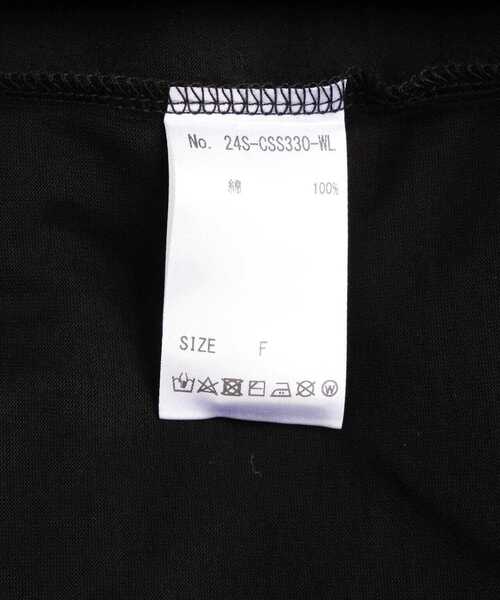 No. 24S-CSS330-WL
綿 100%
SIZE F